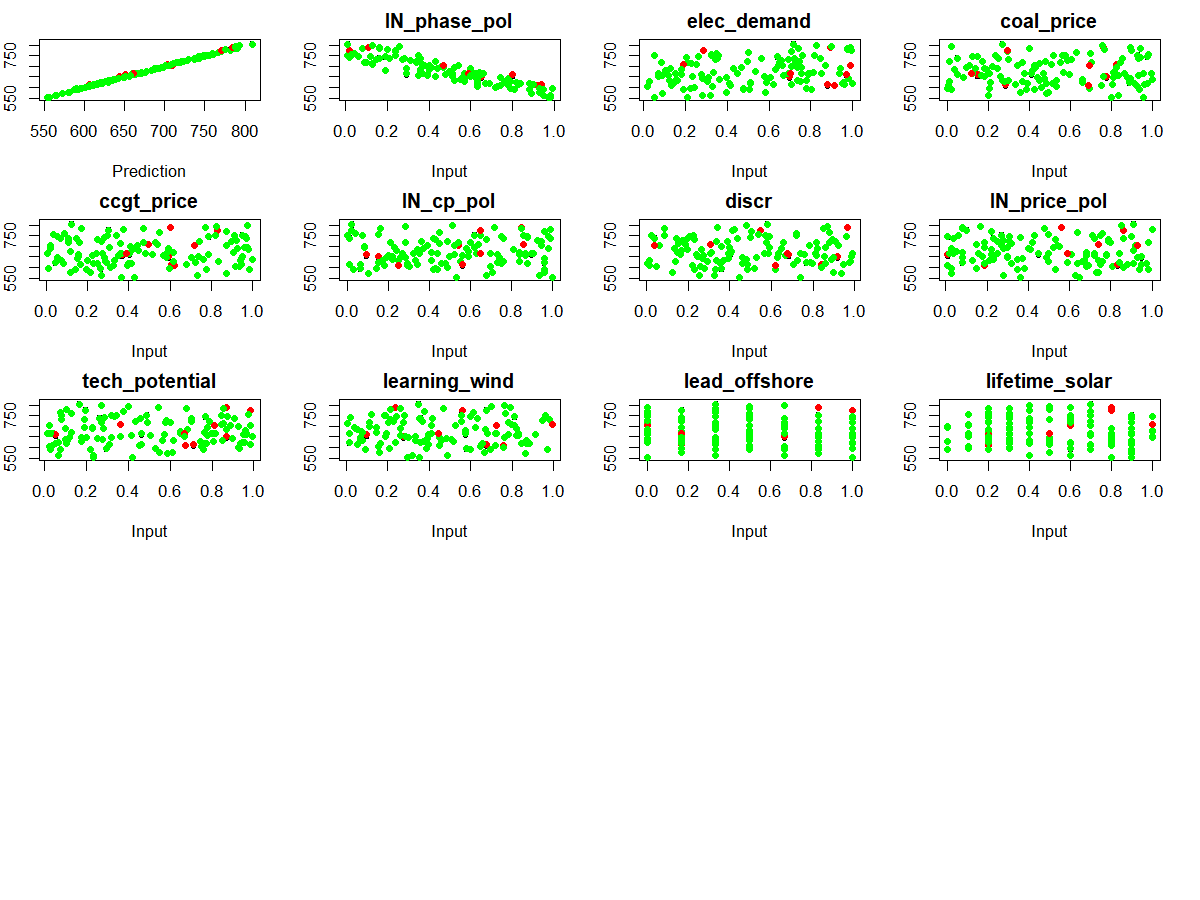 IN_phase_pol elec_demand coal_price
750 750 750 750
550 550 550 550
550 600 650 700 750 800 0.0 0.2 0.4 0.6 0.8 1.0 0.0 0.2 0.4 0.6 0.8 1.0 0.0 0.2 0.4 0.6 0.8 1.0
Prediction Input Input Input
ccgt_price IN_cp_pol discr IN_price_pol
750 750 750 750
550 550 550 550
0.0 0.2 0.4 0.6 0.8 1.0 0.0 0.2 0.4 0.6 0.8 1.0 0.0 0.2 0.4 0.6 0.8 1.0 0.0 0.2 0.4 0.6 0.8 1.0
Input Input Input Input
tech_potential learning_wind lead_offshore lifetime_solar
750 750 750 750
550 550 550 550
0.0 0.2 0.4 0.6 0.8 1.0 0.0 0.2 0.4 0.6 0.8 1.0 0.0 0.2 0.4 0.6 0.8 1.0 0.0 0.2 0.4 0.6 0.8 1.0
Input Input Input Input